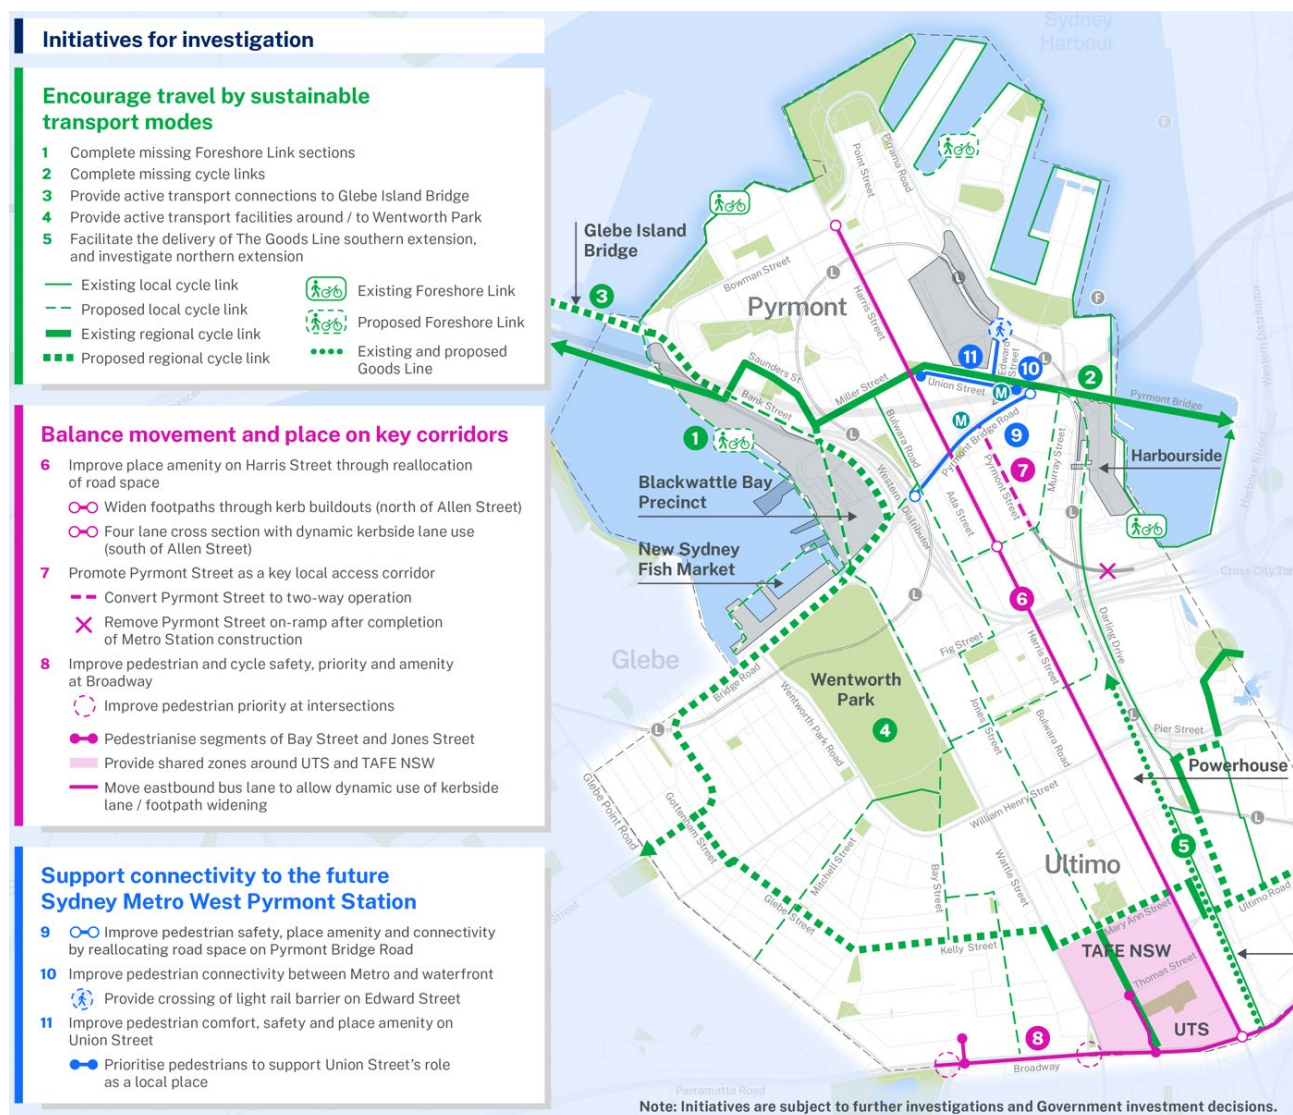 Initiatives for investigation
Encourage travel by sustainable
transport modes
1 Complete missing Foreshore Link sections
2 Complete missing cycle links
3 Provide active transport connections to Glebe Island Bridge
4 Provide active transport facilities around / to Wentworth Park
5 Facilitate the delivery of The Goods Line southern extension,
and investigate northern extension
Existing local cycle link
Proposed local cycle link
Existing regional cycle link
Proposed regional cycle link
Existing Foreshore Link
Proposed Foreshore Link
Existing and proposed
Goods Line
Balance movement and place on key corridors
6 Improve place amenity on Harris Street through reallocation
of road space
Widen footpaths through kerb buildouts (north of Allen Street)
Four lane cross section with dynamic kerbside lane use
(south of Allen Street)
7 Promote Pyrmont Street as a key local access corridor
Convert Pyrmont Street to two-way operation
Remove Pyrmont Street on-ramp after completion
of Metro Station construction
8 Improve pedestrian and cycle safety, priority and amenity
at Broadway
Improve pedestrian priority at intersections
Pedestrianise segments of Bay Street and Jones Street
Provide shared zones around UTS and TAFE NSW
Move eastbound bus lane to allow dynamic use of kerbside
lane / footpath widening
Support connectivity to the future
Sydney Metro West Pyrmont Station
9 Improve pedestrian safety, place amenity and connectivity
by reallocating road space on Pyrmont Bridge Road
10 Improve pedestrian connectivity between Metro and waterfront
Provide crossing of light rail barrier on Edward Street
11 Improve pedestrian comfort, safety and place amenity on
Union Street
Prioritise pedestrians to support Union Street's role
as a local place
Sydney
Harbour
F
Point Street
Pirrama Road
Glebe Island
Bridge
Bowman Street
L
L
Pyrmont
Harris Street
F
3
11
Edward Street
L
10
2
Saunders St
Miller Street
Union Street
M
Pyrmont Bridge
Western Distributor
Bank Street
M
9
Pyrmont Bridge Road
1
L
Bulwara Road
7
Murray Street
Harbourside
Harbour Street
Blackwattle Bay
Precinct
Western
Distributor
Ada Street
Pyrmont Street
New Sydney
Fish Market
L
L
6
Cross City Tun
Glebe
Fig Street
Harris Street
Darling Drive
Bridge Road
Wentworth
Park
Wentworth Park Road
4
Jones Street
Bulwara Road
L
L
Pier Street
Powerhouse
Glebe Point Road
Gottenham Street
William Henry Street
L
Mitchell Street
Bay Street
Wattle Street
Ultimo
5
Ultimo Road
Glebe Street
Kelly Street
Mary Ann Street
TAFE NSW
Thomas Street
UTS
8
Broadway
Parramatta Road
Note: Initiatives are subject to further investigations and Government investment decisions.